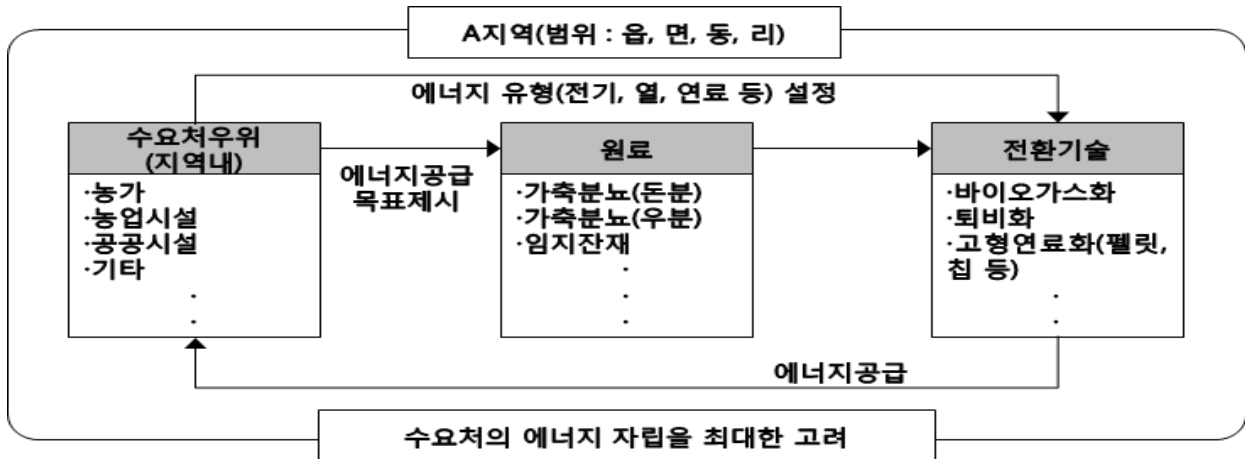 A지역(범위 : 읍, 면, 동, 리)
에너지 유형(전기, 열, 연료 등) 설정
수요처우위
(지역내)
·농가
·농업시설
·공공시설
·기타
·
·
에너지공급
목표제시
원료
·가축분뇨(돈분)
·가축분뇨(우분)
·임지잔재
·
·
·
전환기술
·바이오가스화
·퇴비화
·고형연료화(펠릿,
칩 등)
·
·
에너지공급
수요처의 에너지 자립을 최대한 고려